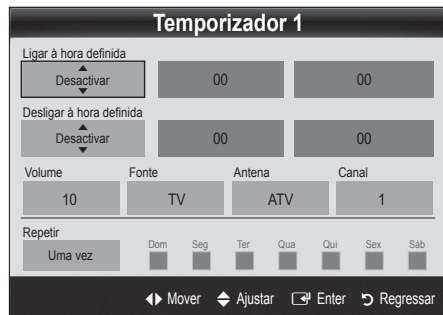 Temporizador 1
Ligar à hora definida
Desactivar 00 00
Desligar à hora definida
Desactivar 00 00
Volume Fonte Antena Canal
10 TV ATV 1
Repetir
Dom Seg Ter Qua Qui Sex Sáb
Uma vez
Mover Ajustar Enter Regressar